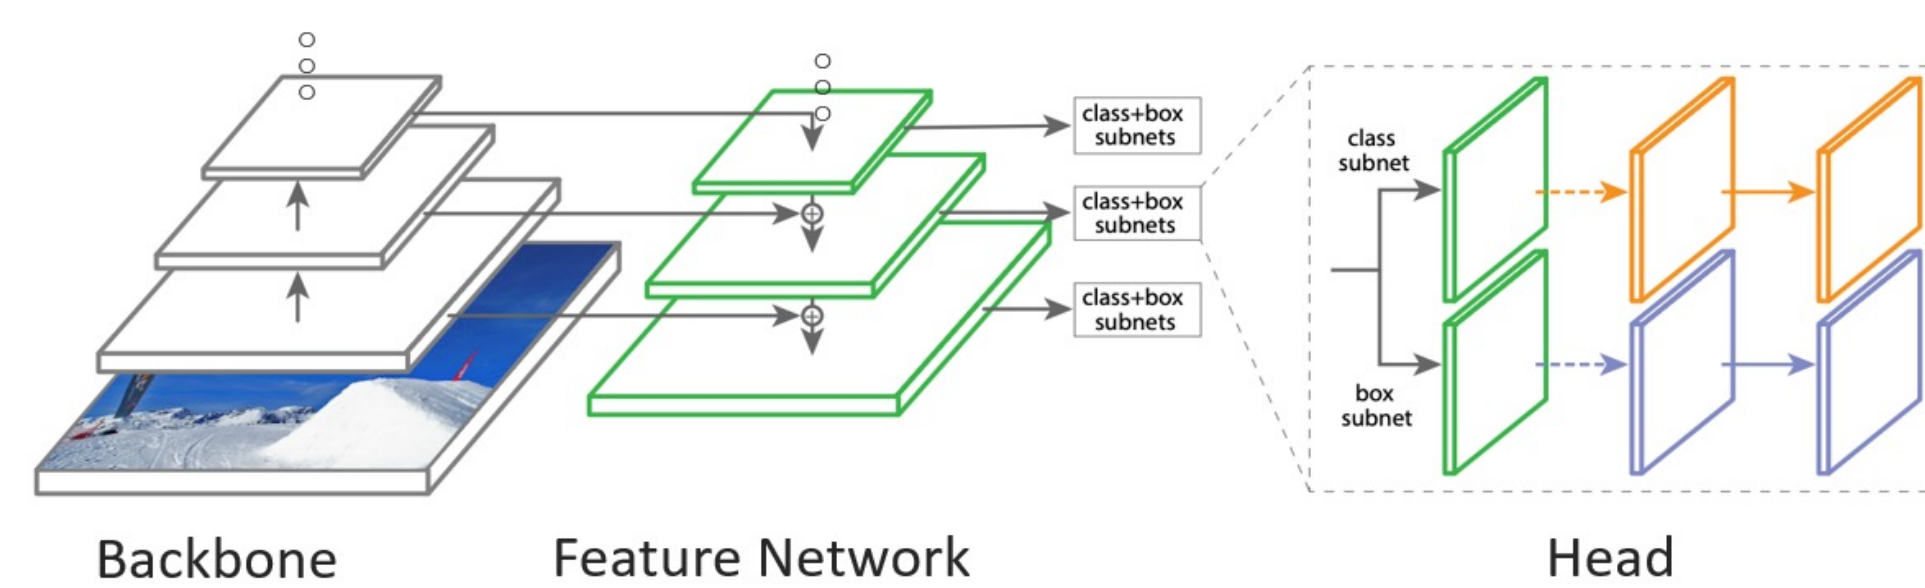 class+box
subnets
class+box
subnets
class+box
subnets
class
subnet
box
subnet
Backbone
Feature Network
Head